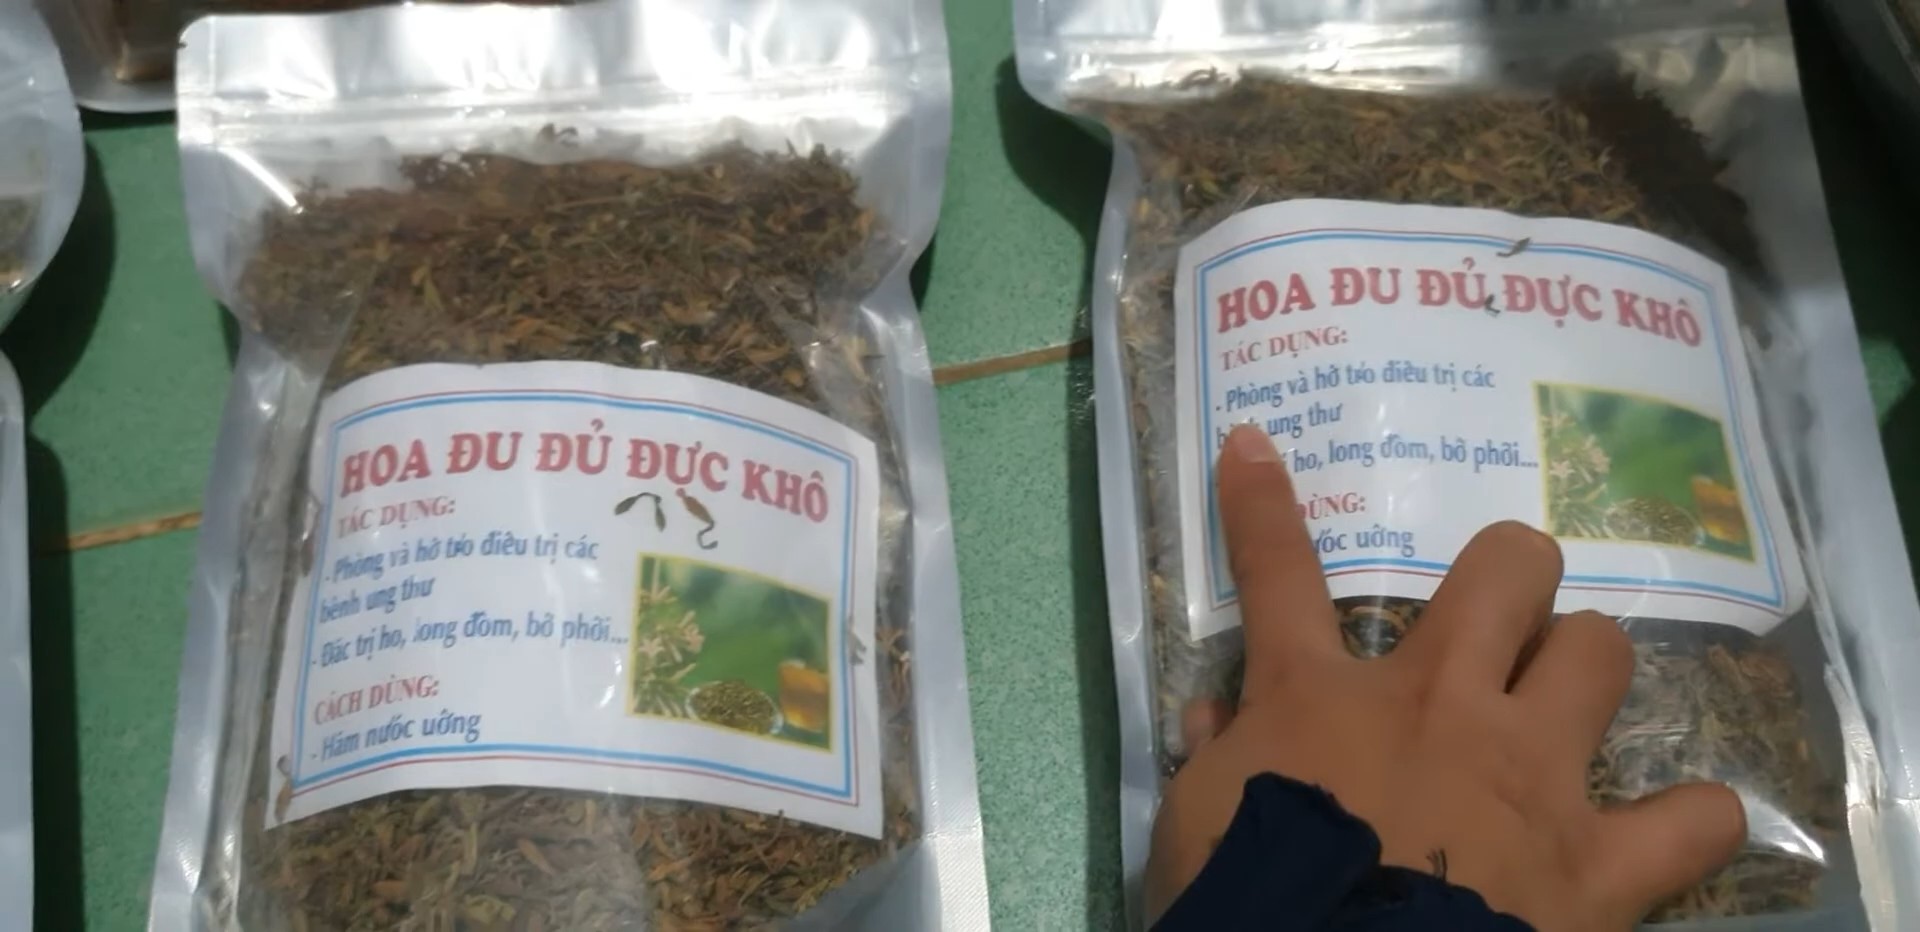 HOA ĐU ĐỦ ĐỰC KHÔ
TÁC DỤNG:
- Phòng và hỗ trợ điều trị các
bệnh ung thư
- Đặc trị ho, long đờm, bổ phổi...
CÁCH DÙNG:
- Hãm nước uống
HOA ĐU ĐỦ ĐỰC KHÔ
TÁC DỤNG:
- Phòng và hỗ trợ điều trị các
ung thư
ho, long đờm, bổ phổi...
DÙNG:
nước uống